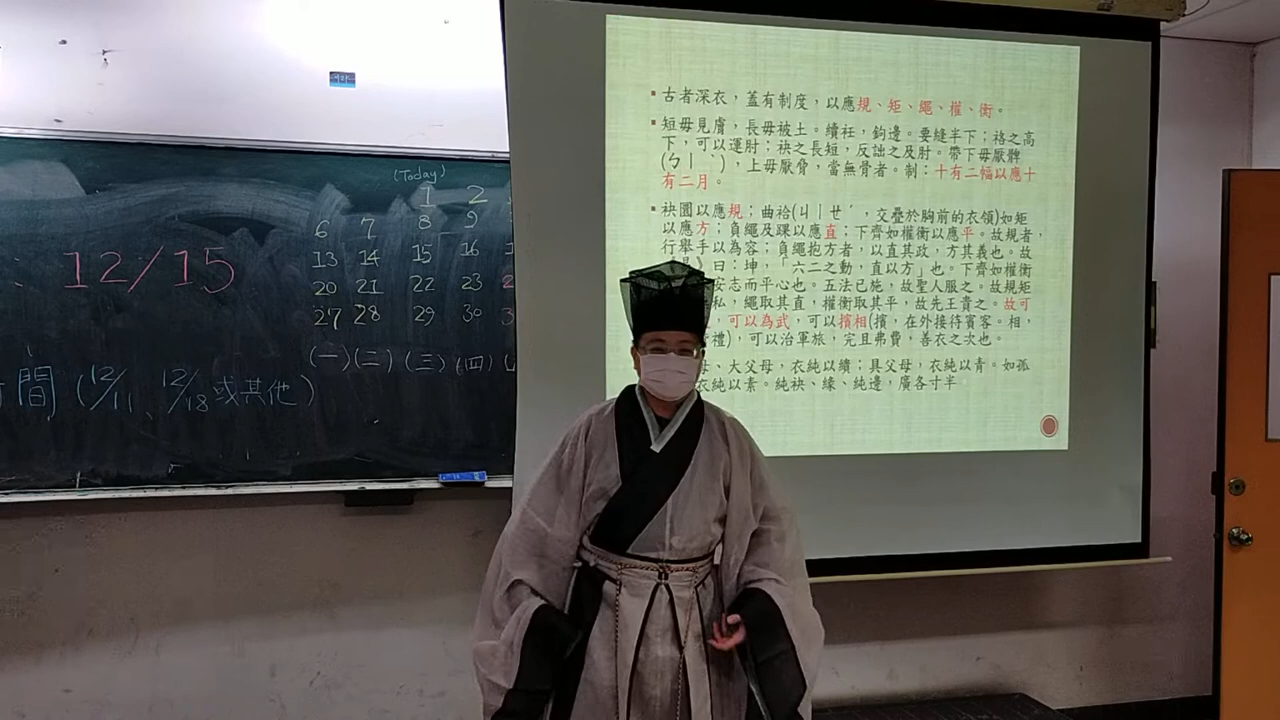 (Today)
1 2
6 7 8 9
12/15
13 14 15 16
20 21 22 23 2
27 28 29 30 3
(一)(二)(三)(四)
間(12/11、12/18或其他)
古者深衣，蓋有制度，以應規、矩、繩、權、衡。
短毋見膚，長毋被土。續衽，鉤邊。要縫半下；袼之高
下，可以運肘；袂之長短，反詘之及肘。帶下毋厭髀
(ㄅㄧˋ)，上毋厭脅，當無骨者。制：十有二幅以應十
有二月。
袂圜以應規；曲袷(ㄐㄧㄝˊ，交疊於胸前的衣領)如矩
以應方；負繩及踝以應直；下齊如權衡以應平。故規者，
行舉手以為容；負繩抱方者，以直其政，方其義也。故
》曰：坤，「六二之動，直以方」也。下齊如權衡
安志而平心也。五法已施，故聖人服之。故規矩
私，繩取其直，權衡取其平，故先王貴之。故可
，可以為武，可以擯相(擯，在外接待賓客。相，
禮)，可以治軍旅，完且弗費，善衣之次也。
母、大父母，衣純以繢；具父母，衣純以青。如孤
衣純以素。純袂、緣、純邊，廣各寸半